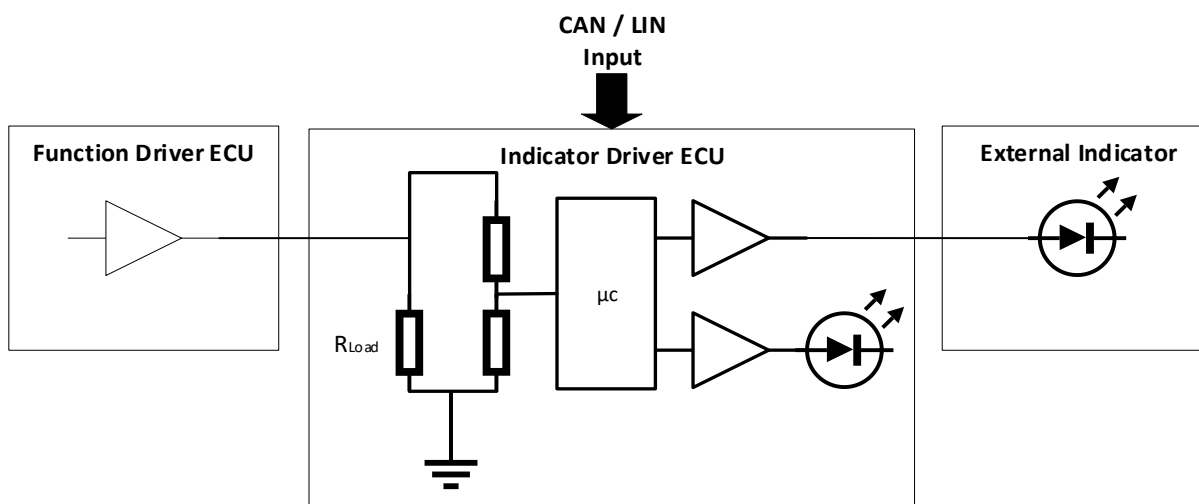 CAN / LIN
Input
Function Driver ECU
Indicator Driver ECU
External Indicator
µc
RLoad